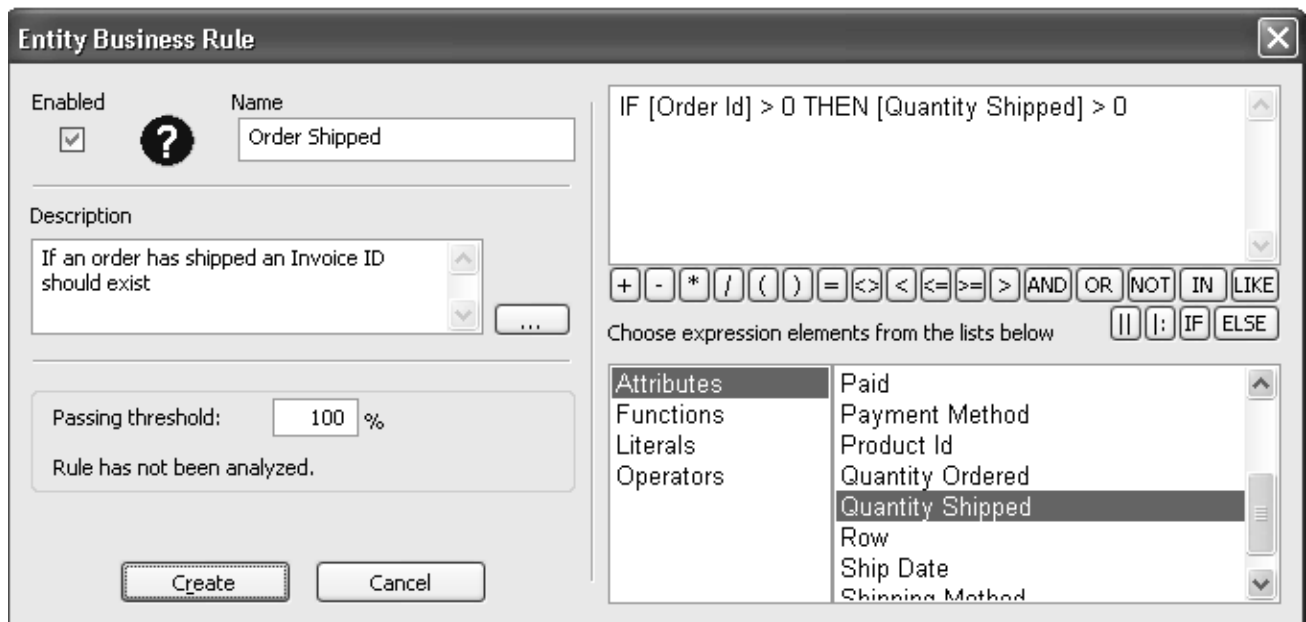 Entity Business Rule
Enabled
Name
Order Shipped
Description
If an order has shipped an Invoice ID
should exist
...
Passing threshold: 100 %
Rule has not been analyzed.
Create
Cancel
IF [Order Id] > 0 THEN [Quantity Shipped] > 0
+ - * / ( ) = <> < <= >= > AND OR NOT IN LIKE
|| |: IF ELSE
Choose expression elements from the lists below
Attributes
Functions
Literals
Operators
Paid
Payment Method
Product Id
Quantity Ordered
Quantity Shipped
Row
Ship Date
Shipping Method